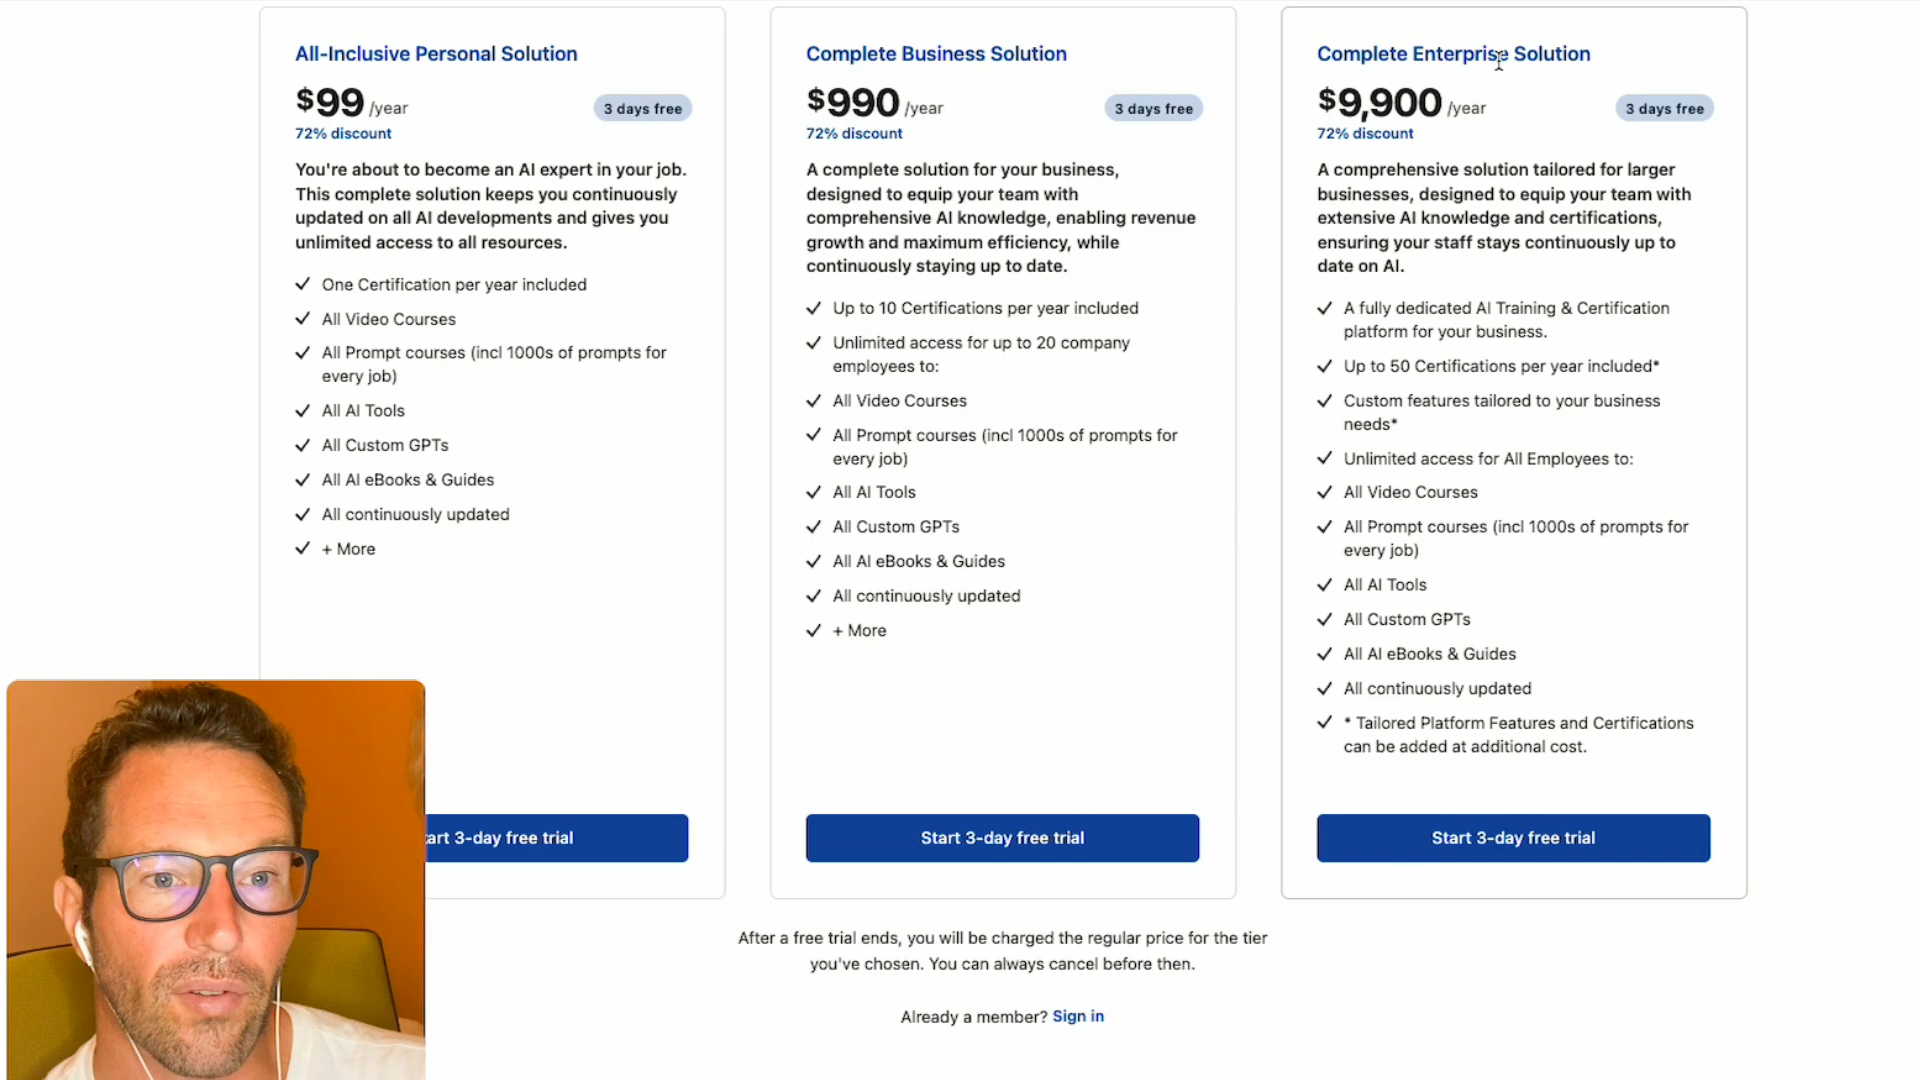 All-Inclusive Personal Solution
$99 /year
3 days free
72% discount
You're about to become an AI expert in your job.
This complete solution keeps you continuously
updated on all AI developments and gives you
unlimited access to all resources.
One Certification per year included
All Video Courses
All Prompt courses (incl 1000s of prompts for
every job)
All AI Tools
All Custom GPTs
All AI eBooks & Guides
All continuously updated
+ More
art 3-day free trial
Complete Business Solution
$990 /year
3 days free
72% discount
A complete solution for your business,
designed to equip your team with
comprehensive AI knowledge, enabling revenue
growth and maximum efficiency, while
continuously staying up to date.
Up to 10 Certifications per year included
Unlimited access for up to 20 company
employees to:
All Video Courses
All Prompt courses (incl 1000s of prompts for
every job)
All AI Tools
All Custom GPTs
All AI eBooks & Guides
All continuously updated
+ More
Start 3-day free trial
Complete Enterprise Solution
$9,900 /year
3 days free
72% discount
A comprehensive solution tailored for larger
businesses, designed to equip your team with
extensive AI knowledge and certifications,
ensuring your staff stays continuously up to
date on AI.
A fully dedicated AI Training & Certification
platform for your business.
Up to 50 Certifications per year included*
Custom features tailored to your business
needs*
Unlimited access for All Employees to:
All Video Courses
All Prompt courses (incl 1000s of prompts for
every job)
All AI Tools
All Custom GPTs
All AI eBooks & Guides
All continuously updated
* Tailored Platform Features and Certifications
can be added at additional cost.
Start 3-day free trial
After a free trial ends, you will be charged the regular price for the tier
you've chosen. You can always cancel before then.
Already a member? Sign in